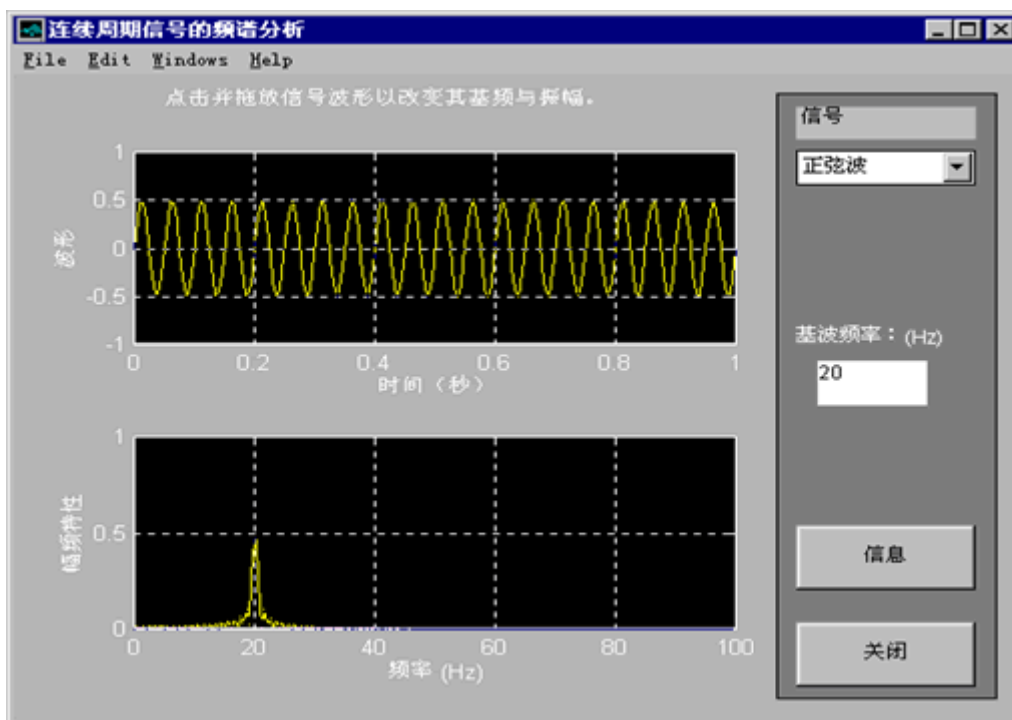 连续周期信号的频谱分析
File Edit Windows Help
点击并拖放信号波形以改变其基频与振幅.
波形
1
0.5
0
-0.5
-1
0 0.2 0.4 0.6 0.8 1
时间（秒）
幅频特性
1
0.5
0
0 20 40 60 80 100
频率 (Hz)
信号
正弦波
基波频率：(Hz)
20
信息
关闭